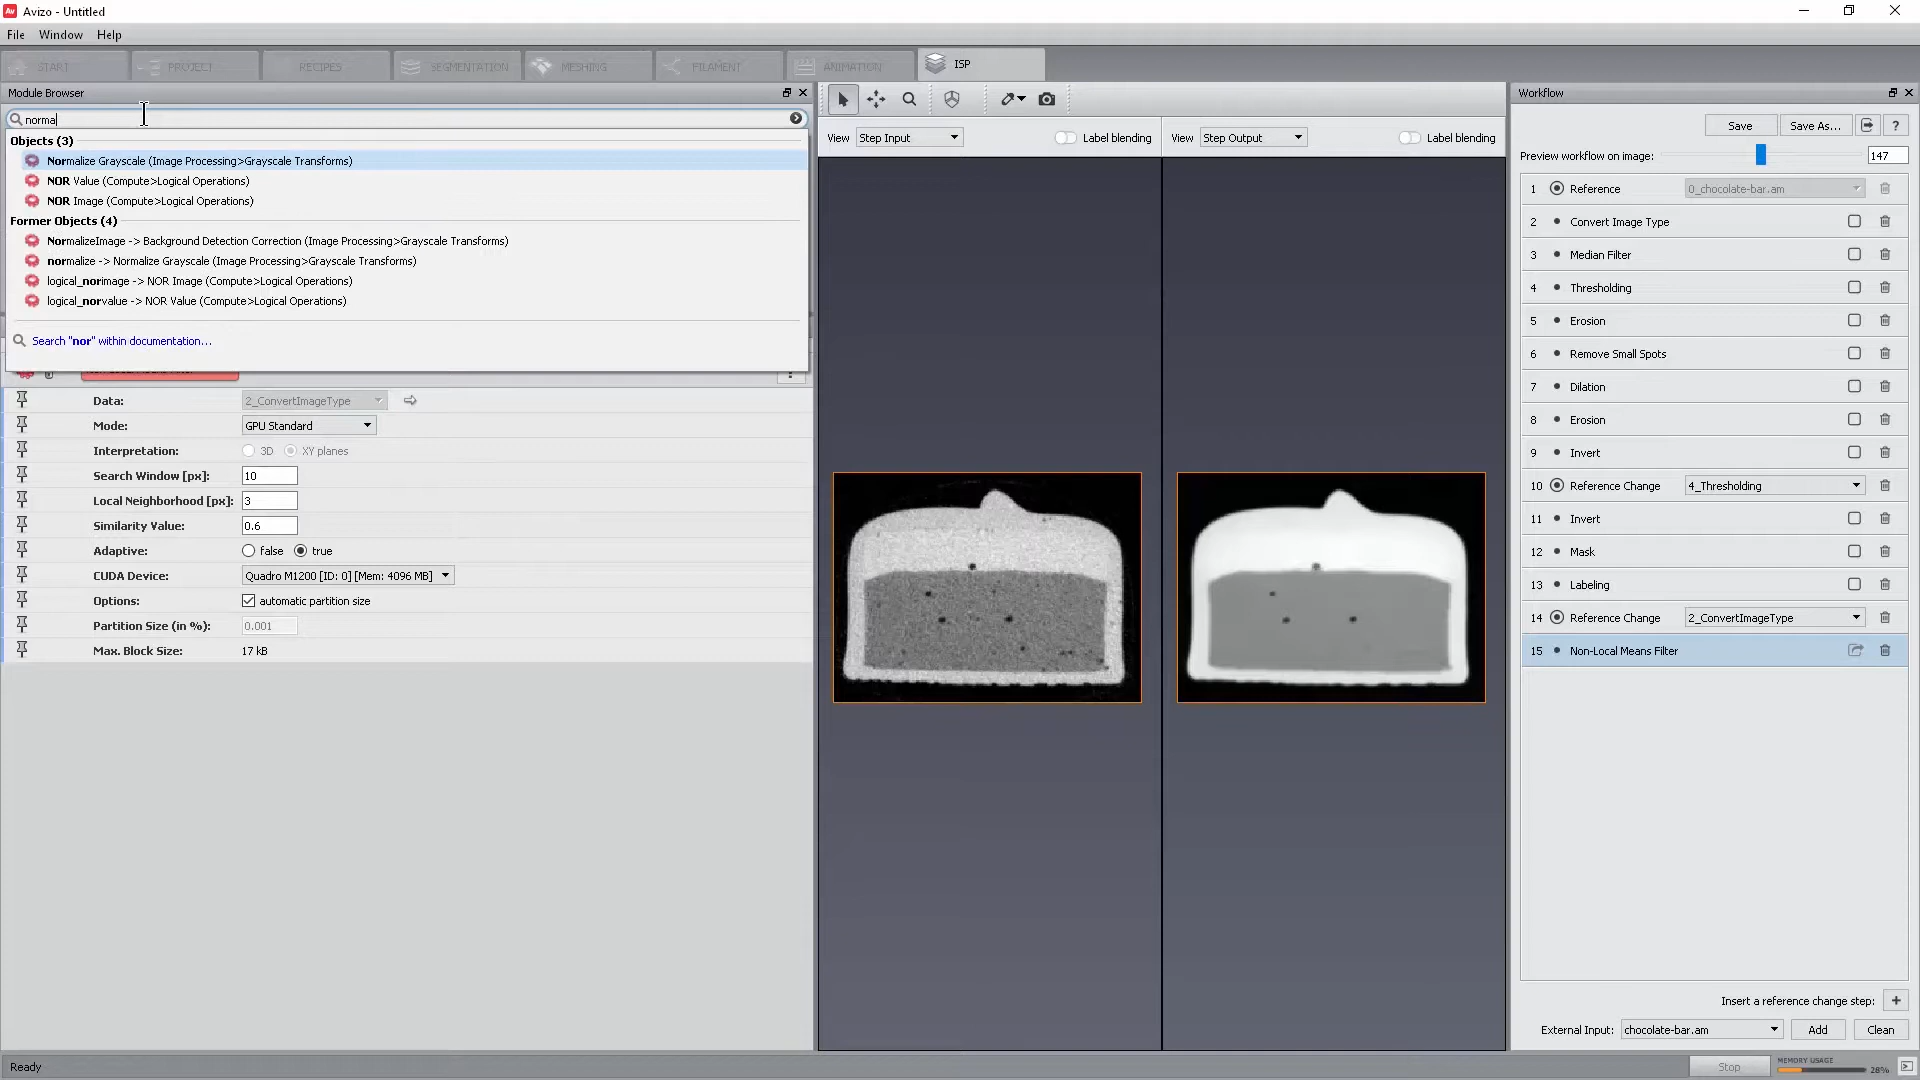 Avizo - Untitled
File Window Help
START PROJECT RECIPES SEGMENTATION MESHING FILAMENT ANIMATION ISP
Module Browser
norma
Objects (3)
Normalize Grayscale (Image Processing>Grayscale Transforms)
NOR Value (Compute>Logical Operations)
NOR Image (Compute>Logical Operations)
Former Objects (4)
NormalizeImage -> Background Detection Correction (Image Processing>Grayscale Transforms)
normalize -> Normalize Grayscale (Image Processing>Grayscale Transforms)
logical_norimage -> NOR Image (Compute>Logical Operations)
logical_norvalue -> NOR Value (Compute>Logical Operations)
Search "nor" within documentation...
Data: 2_ConvertImageType
Mode: GPU Standard
Interpretation: 3D XY planes
Search Window [px]: 10
Local Neighborhood [px]: 3
Similarity Value: 0.6
Adaptive: false true
CUDA Device: Quadro M1200 [ID: 0] [Mem: 4096 MB]
Options: automatic partition size
Partition Size (in %): 0.001
Max. Block Size: 17 kB
View Step Input Label blending
View Step Output Label blending
Workflow
Save Save As... ?
Preview workflow on image: 147
1 Reference 0_chocolate-bar.am
2 Convert Image Type
3 Median Filter
4 Thresholding
5 Erosion
6 Remove Small Spots
7 Dilation
8 Erosion
9 Invert
10 Reference Change 4_Thresholding
11 Invert
12 Mask
13 Labeling
14 Reference Change 2_ConvertImageType
15 Non-Local Means Filter
Insert a reference change step: +
External Input: chocolate-bar.am Add Clean
Ready
Stop MEMORY USAGE 28%